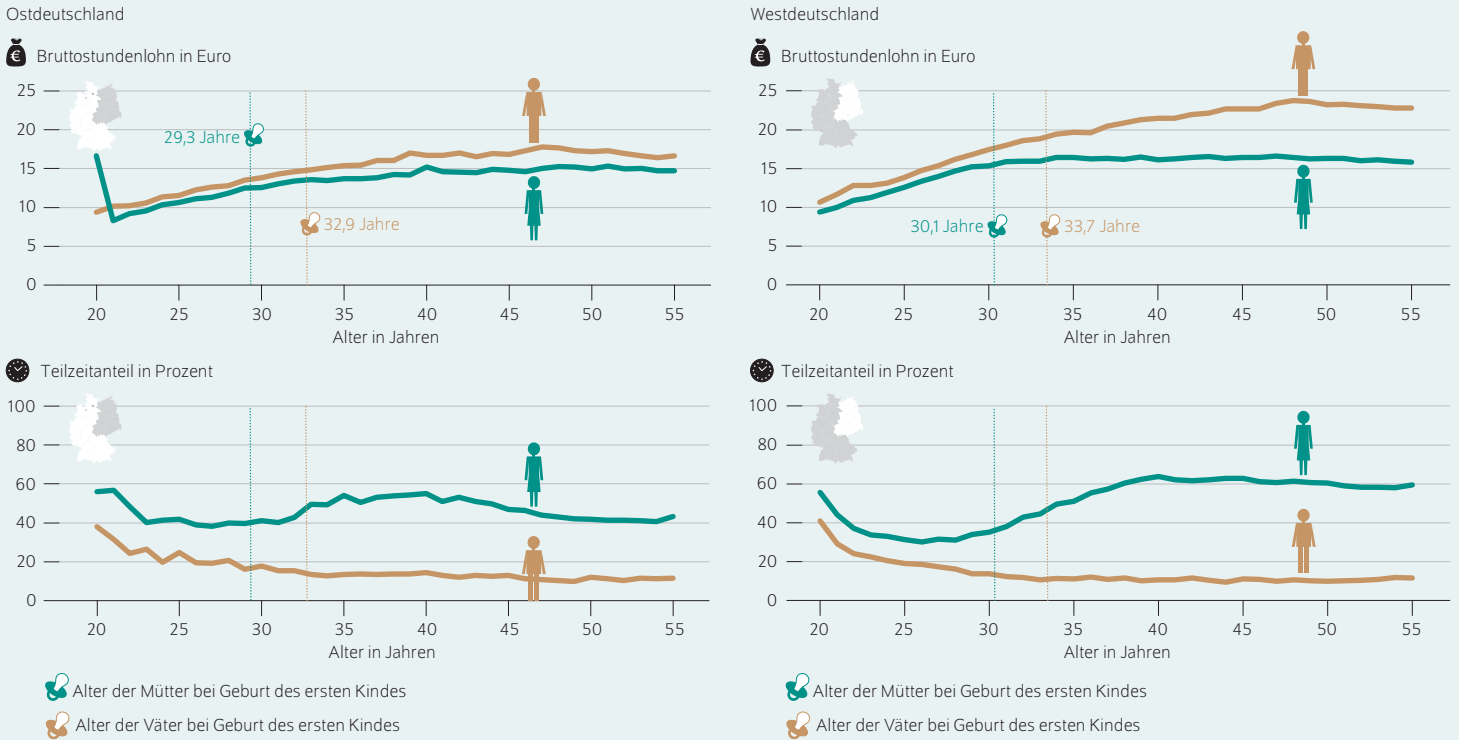 Ostdeutschland
€ Bruttostundenlohn in Euro
25
20
15
10
5
0
29,3 Jahre
32,9 Jahre
20 25 30 35 40 45 50 55
Alter in Jahren
Teilzeitanteil in Prozent
100
80
60
40
20
0
20 25 30 35 40 45 50 55
Alter in Jahren
Alter der Mütter bei Geburt des ersten Kindes
Alter der Väter bei Geburt des ersten Kindes
Westdeutschland
€ Bruttostundenlohn in Euro
25
20
15
10
5
0
30,1 Jahre
33,7 Jahre
20 25 30 35 40 45 50 55
Alter in Jahren
Teilzeitanteil in Prozent
100
80
60
40
20
0
20 25 30 35 40 45 50 55
Alter in Jahren
Alter der Mütter bei Geburt des ersten Kindes
Alter der Väter bei Geburt des ersten Kindes